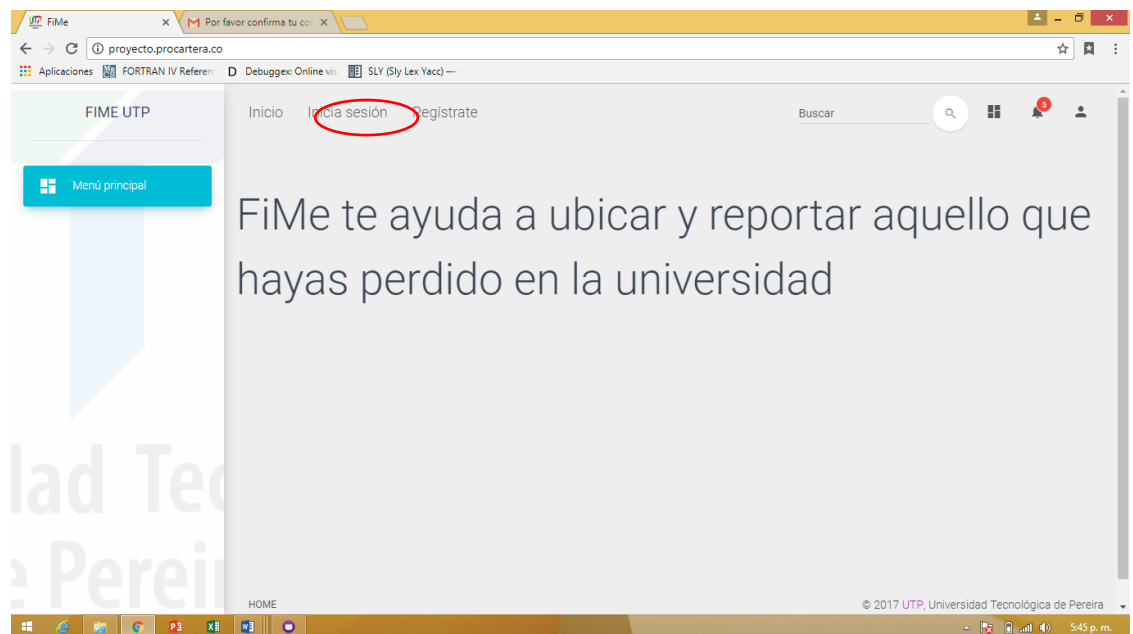 FiMe
Por favor confirma tu co
proyecto.procartera.co
Aplicaciones FORTRAN IV Referen Debuggex: Online vis SLY (Sly Lex Yacc) —
FIME UTP
Inicio Inicia sesión Regístrate Buscar 5
Menú principal
FiMe te ayuda a ubicar y reportar aquello que
hayas perdido en la universidad
dad Tec
e Perei
HOME © 2017 UTP, Universidad Tecnológica de Pereira
5:45 p. m.